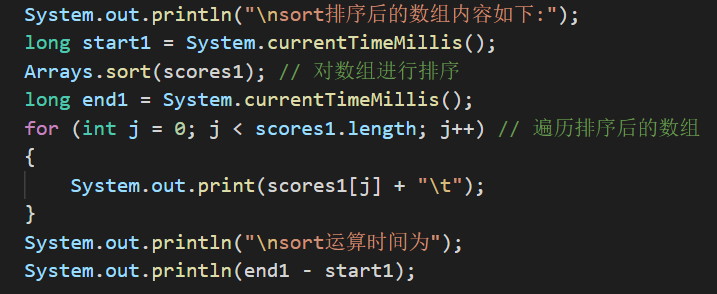 System.out.println("\nsort排序后的数组内容如下:");
long start1 = System.currentTimeMillis();
Arrays.sort(scores1); // 对数组进行排序
long end1 = System.currentTimeMillis();
for (int j = 0; j < scores1.length; j++) // 遍历排序后的数组
{
    System.out.print(scores1[j] + "\t");
}
System.out.println("\nsort运算时间为");
System.out.println(end1 - start1);